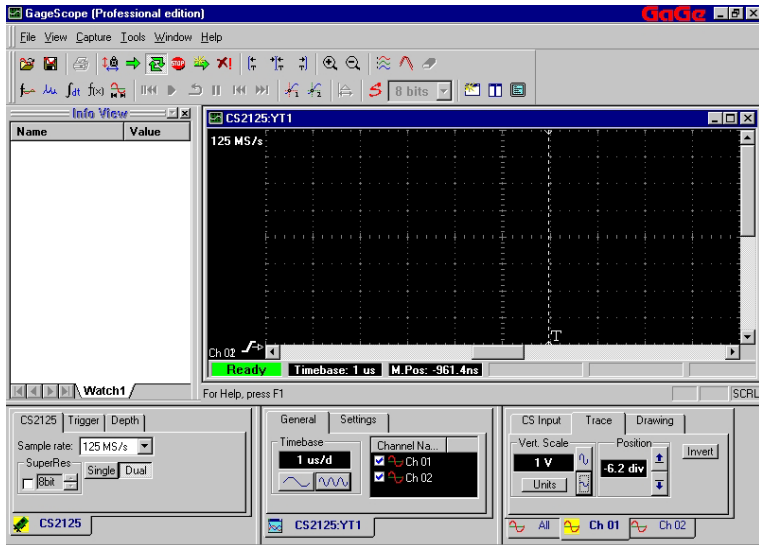 GageScope (Professional edition)
GaGe
File View Capture Tools Window Help
STOP
∫dt f(x)
8 bits
Info View
Name Value
Watch1
CS2125:YT1
125 MS/s
T
Ready Timebase: 1 us M.Pos: -961.4ns
For Help, press F1
SCRL
CS2125 Trigger Depth
Sample rate: 125 MS/s
SuperRes
8bit
Single Dual
CS2125
General Settings
Timebase
1 us/d
Channel Na...
Ch 01
Ch 02
CS2125:YT1
CS Input Trace Drawing
Vert. Scale
1 V
Units
Position
-6.2 div
Invert
All Ch 01 Ch 02